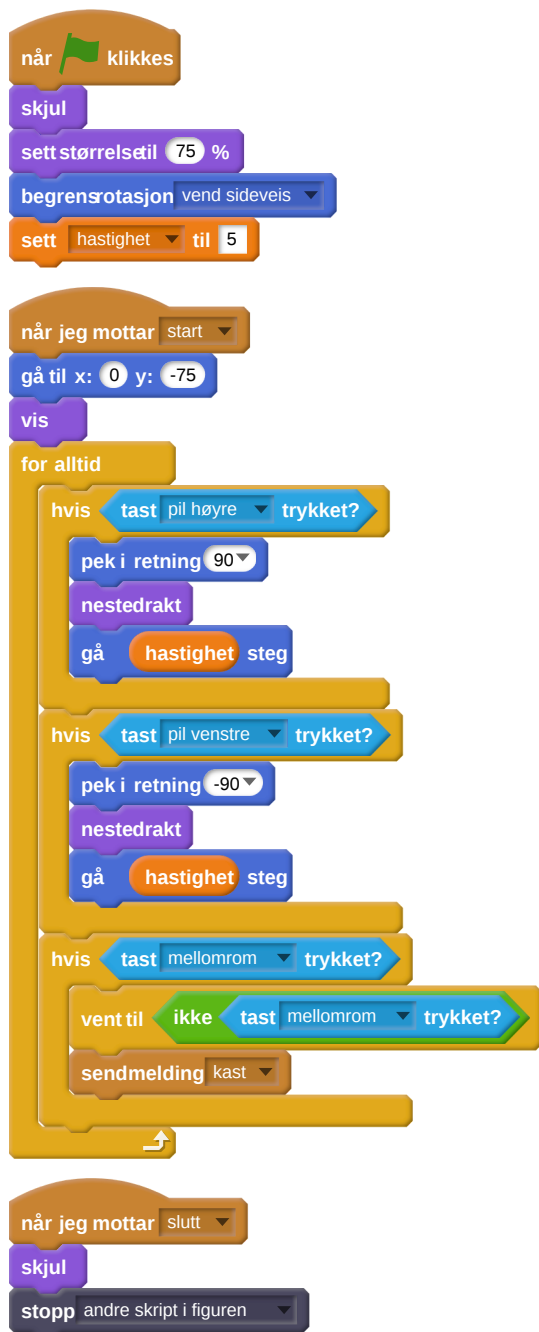 når klikkes
skjul
sett størrelse til 75 %
begrens rotasjon vend sideveis
sett hastighet til 5
når jeg mottar start
gå til x: 0 y: -75
vis
for alltid
hvis tast pil høyre trykket?
pek i retning 90
neste drakt
gå hastighet steg
hvis tast pil venstre trykket?
pek i retning -90
neste drakt
gå hastighet steg
hvis tast mellomrom trykket?
vent til ikke tast mellomrom trykket?
send melding kast
når jeg mottar slutt
skjul
stopp andre skript i figuren